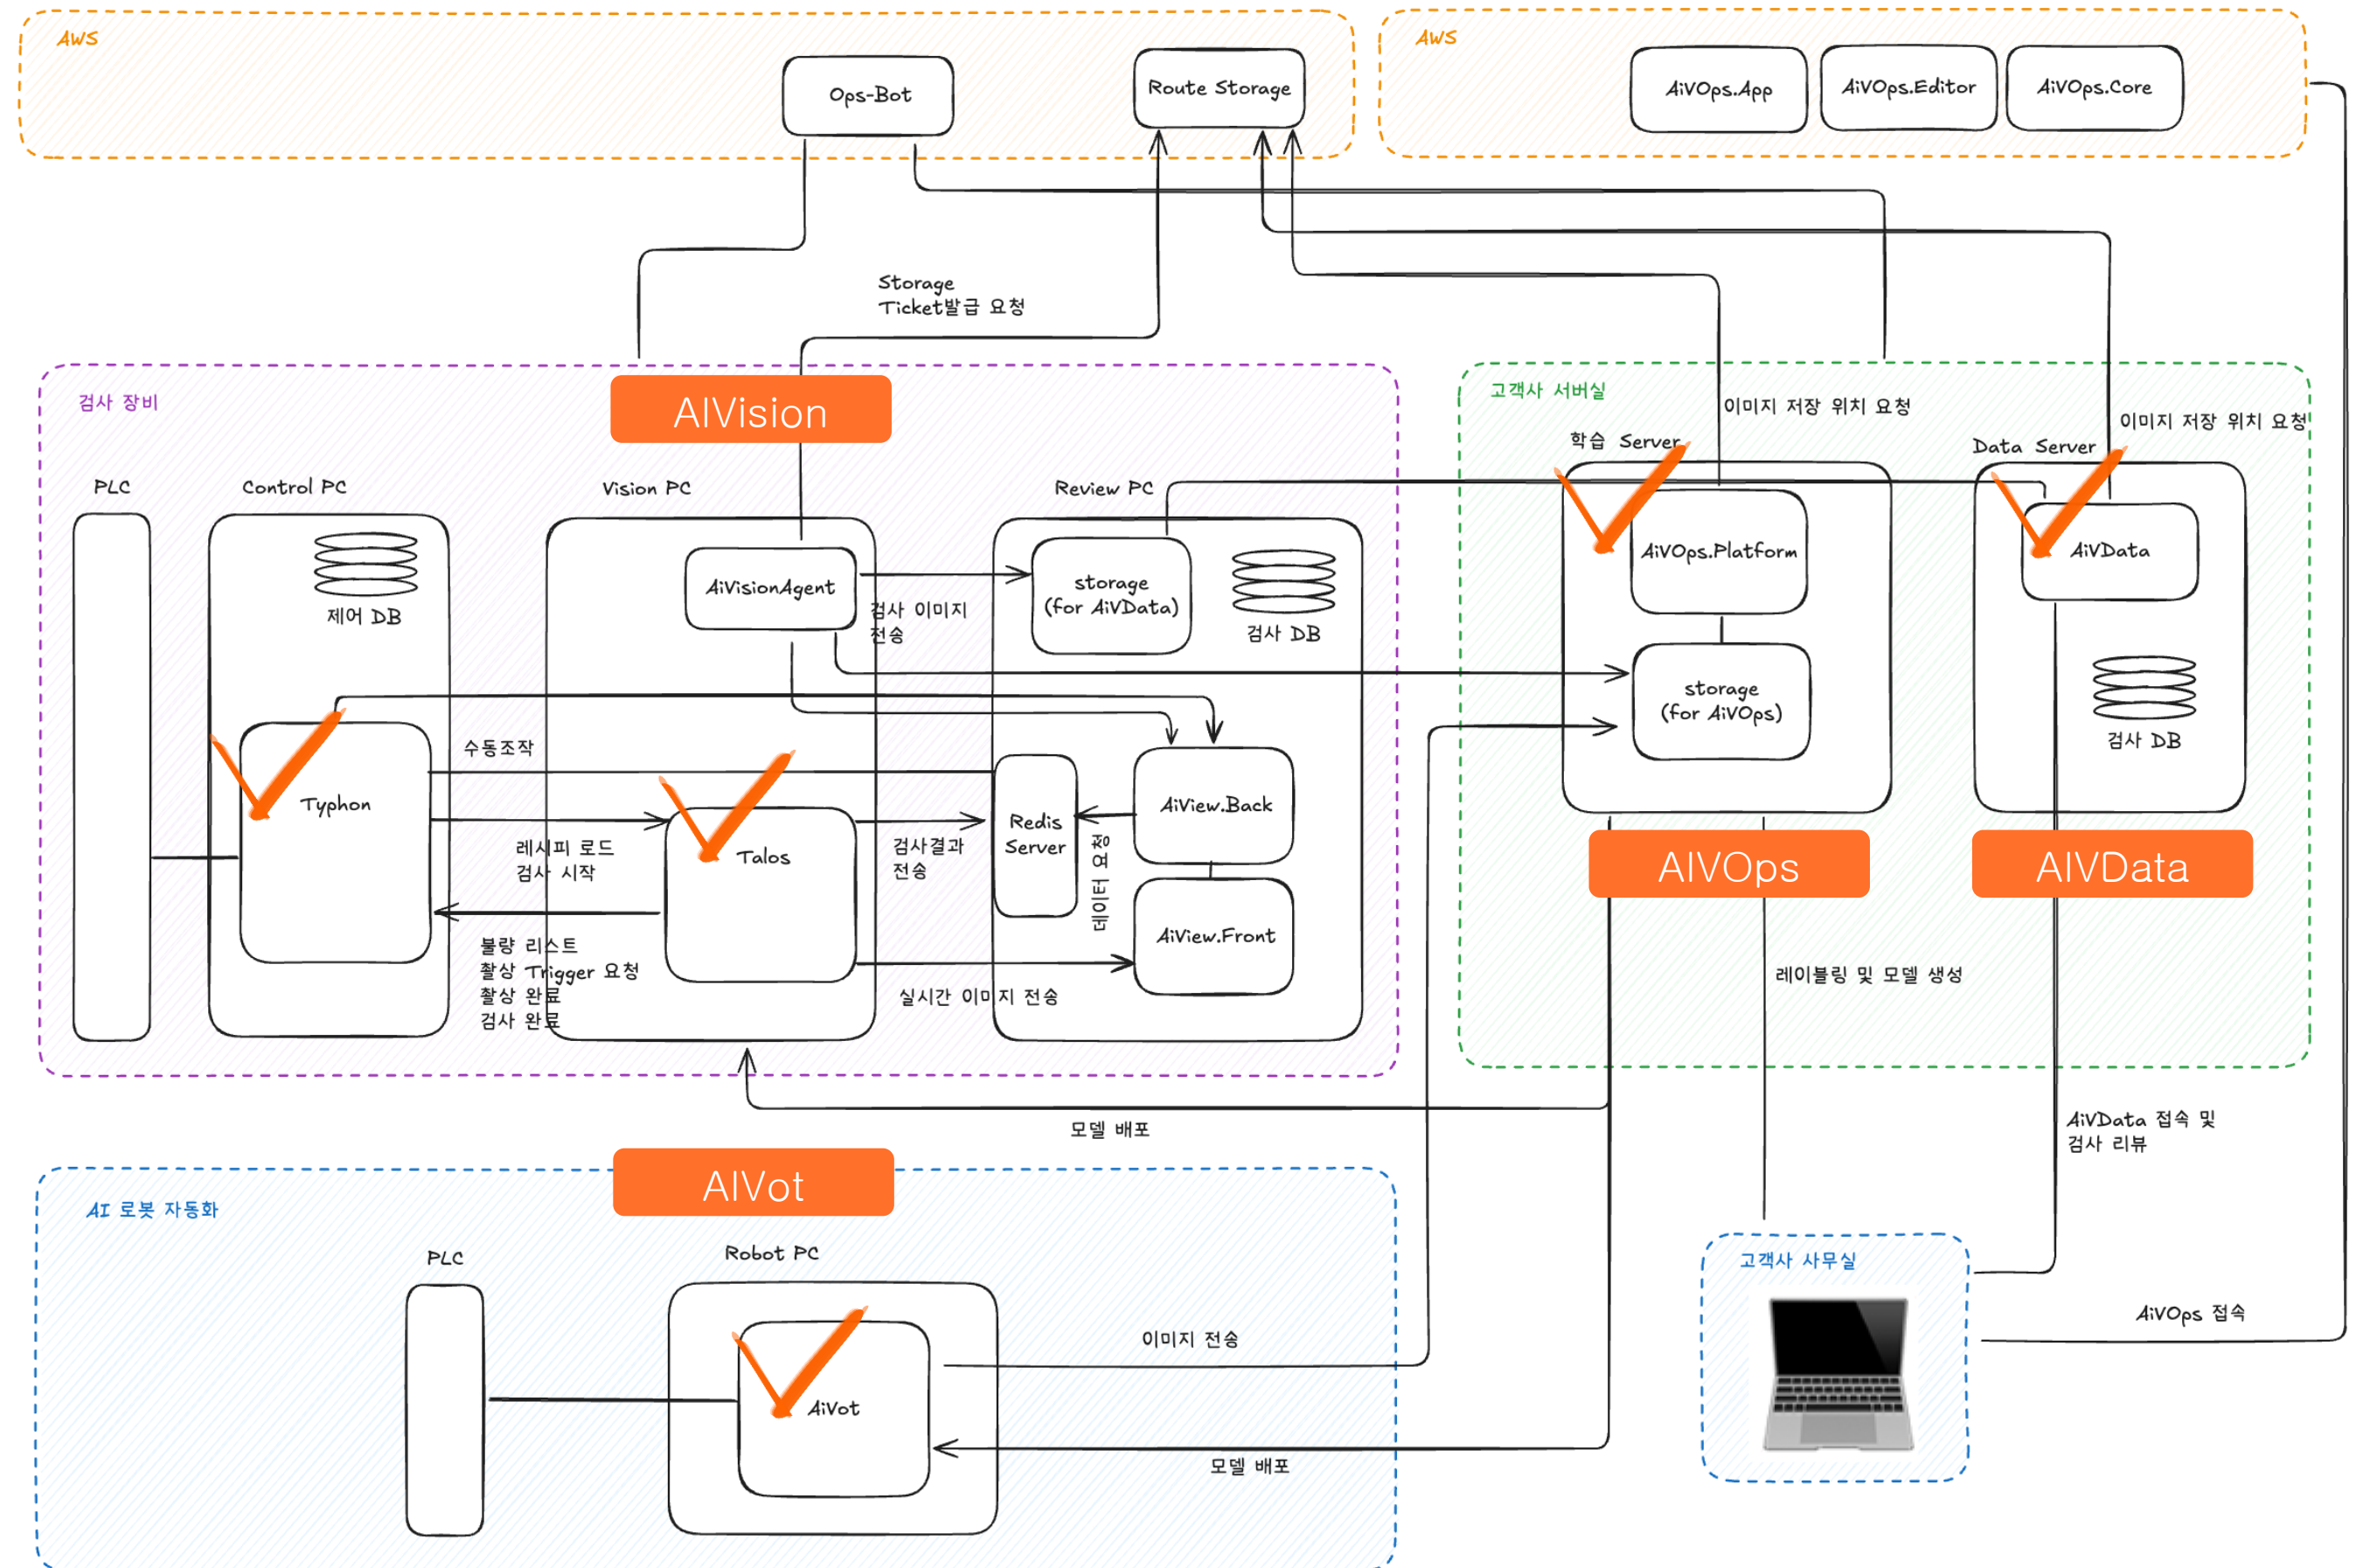 AWS
Ops-Bot
Route Storage
AWS
AiVOps.App
AiVOps.Editor
AiVOps.Core
Storage
Ticket발급 요청
검사 장비
AIVision
PLC
Control PC
제어 DB
Typhon
수동조작
레시피 로드
검사 시작
불량 리스트
촬상 Trigger 요청
촬상 완료
검사 완료
Vision PC
AiVisionAgent
검사 이미지
전송
Talos
검사결과
전송
실시간 이미지 전송
Review PC
storage
(for AiVData)
검사 DB
Redis
Server
데이터 요청
AiView.Back
AiView.Front
고객사 서버실
이미지 저장 위치 요청
이미지 저장 위치 요청
학습 Server
AiVOps.Platform
storage
(for AiVOps)
Data Server
AiVData
검사 DB
AIVOps
AIVData
레이블링 및 모델 생성
모델 배포
AiVData 접속 및
검사 리뷰
AIVot
AI 로봇 자동화
PLC
Robot PC
AiVot
이미지 전송
모델 배포
고객사 사무실
AiVOps 접속